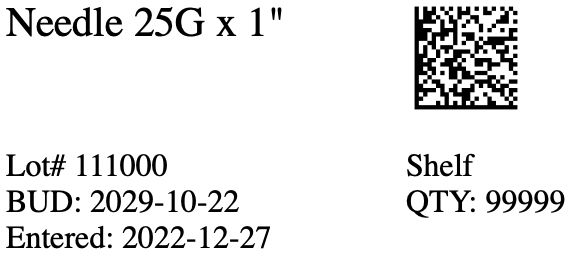 Needle 25G x 1"
Lot# 111000
BUD: 2029-10-22
Entered: 2022-12-27
Shelf
QTY: 99999